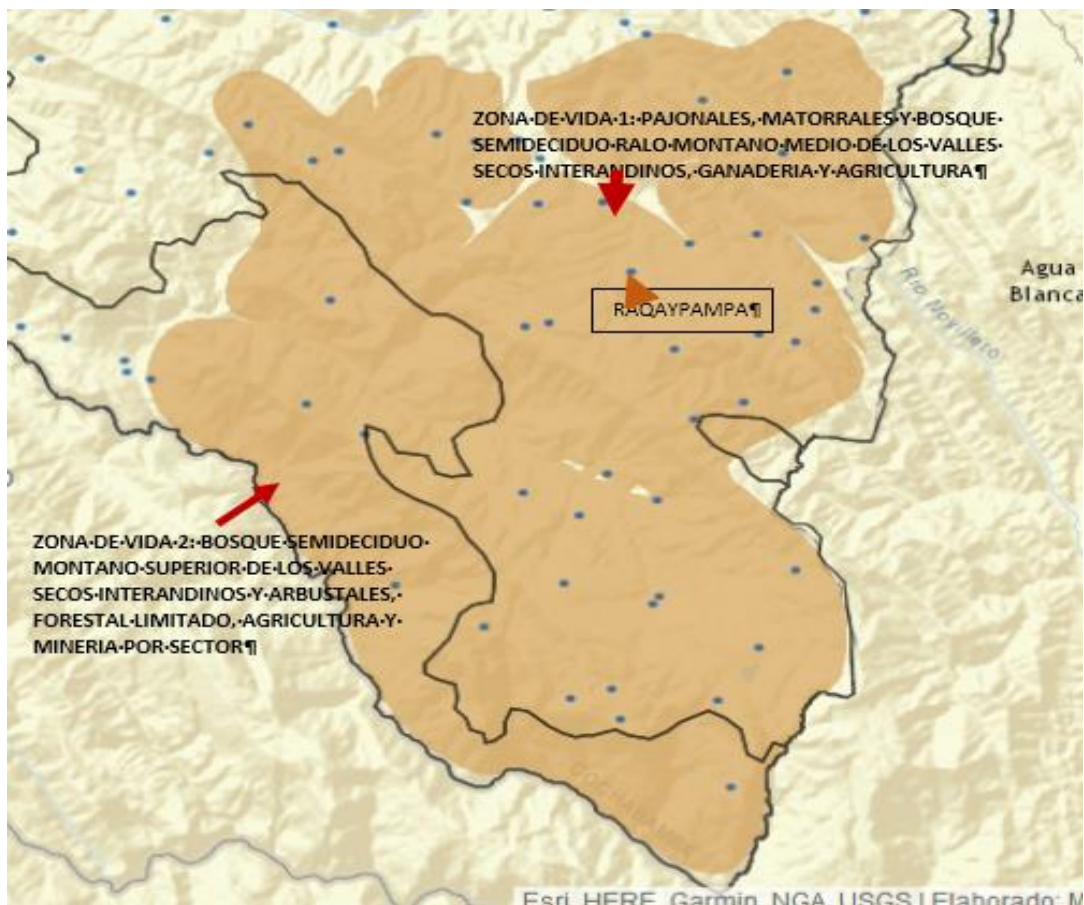 ZONA·DE·VIDA·1:·PAJONALES,·MATORRALES·Y·BOSQUE·
SEMIDECIDUO·RALO·MONTANO·MEDIO·DE·LOS·VALLES·
SECOS·INTERANDINOS,·GANADERIA·Y·AGRICULTURA¶
Agua
Blanca
Rio Novillero
RAQAYPAMPA¶
ZONA·DE·VIDA·2:·BOSQUE·SEMIDECIDUO·
MONTANO·SUPERIOR·DE·LOS·VALLES·
SECOS·INTERANDINOS·Y·ARBUSTALES,·
FORESTAL·LIMITADO,·AGRICULTURA·Y·
MINERIA·POR·SECTOR¶
COCHABAMBA
Esri, HERE, Garmin, NGA, USGS | Elaborado: M